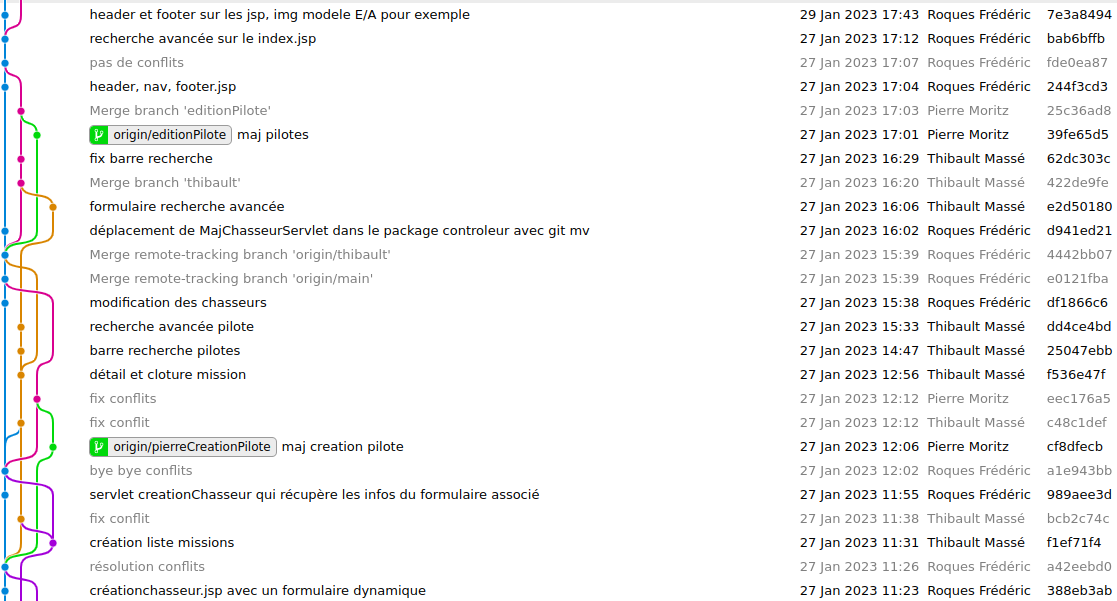 header et footer sur les jsp, img modele E/A pour exemple 29 Jan 2023 17:43 Roques Frédéric 7e3a8494
recherche avancée sur le index.jsp 27 Jan 2023 17:12 Roques Frédéric bab6bffb
pas de conflits 27 Jan 2023 17:07 Roques Frédéric fde0ea87
header, nav, footer.jsp 27 Jan 2023 17:04 Roques Frédéric 244f3cd3
Merge branch 'editionPilote' 27 Jan 2023 17:03 Pierre Moritz 25c36ad8
origin/editionPilote maj pilotes 27 Jan 2023 17:01 Pierre Moritz 39fe65d5
fix barre recherche 27 Jan 2023 16:29 Thibault Massé 62dc303c
Merge branch 'thibault' 27 Jan 2023 16:20 Thibault Massé 422de9fe
formulaire recherche avancée 27 Jan 2023 16:06 Thibault Massé e2d50180
déplacement de MajChasseurServlet dans le package controleur avec git mv 27 Jan 2023 16:02 Roques Frédéric d941ed21
Merge remote-tracking branch 'origin/thibault' 27 Jan 2023 15:39 Roques Frédéric 4442bb07
Merge remote-tracking branch 'origin/main' 27 Jan 2023 15:39 Roques Frédéric e0121fba
modification des chasseurs 27 Jan 2023 15:38 Roques Frédéric df1866c6
recherche avancée pilote 27 Jan 2023 15:33 Thibault Massé dd4ce4bd
barre recherche pilotes 27 Jan 2023 14:47 Thibault Massé 25047ebb
détail et cloture mission 27 Jan 2023 12:56 Thibault Massé f536e47f
fix conflits 27 Jan 2023 12:12 Pierre Moritz eec176a5
fix conflit 27 Jan 2023 12:12 Thibault Massé c48c1def
origin/pierreCreationPilote maj creation pilote 27 Jan 2023 12:06 Pierre Moritz cf8dfecb
bye bye conflits 27 Jan 2023 12:02 Roques Frédéric a1e943bb
servlet creationChasseur qui récupère les infos du formulaire associé 27 Jan 2023 11:55 Roques Frédéric 989aee3d
fix conflit 27 Jan 2023 11:38 Thibault Massé bcb2c74c
création liste missions 27 Jan 2023 11:31 Thibault Massé f1ef71f4
résolution conflits 27 Jan 2023 11:26 Roques Frédéric a42eebd0
créationchasseur.jsp avec un formulaire dynamique 27 Jan 2023 11:23 Roques Frédéric 388eb3ab